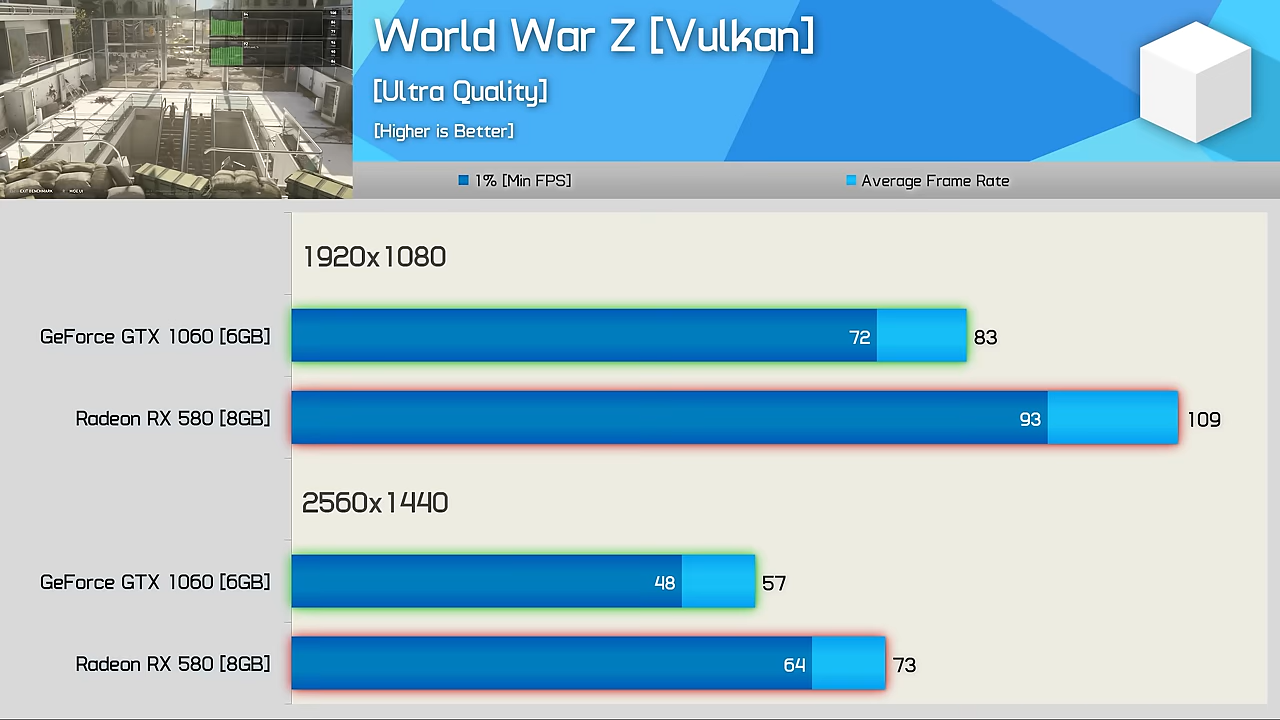 World War Z [Vulkan]
[Ultra Quality]
[Higher is Better]
EXIT BENCHMARK
1% [Min FPS]
Average Frame Rate
1920x1080
GeForce GTX 1060 [6GB]
72
83
Radeon RX 580 [8GB]
93
109
2560x1440
GeForce GTX 1060 [6GB]
48
57
Radeon RX 580 [8GB]
64
73